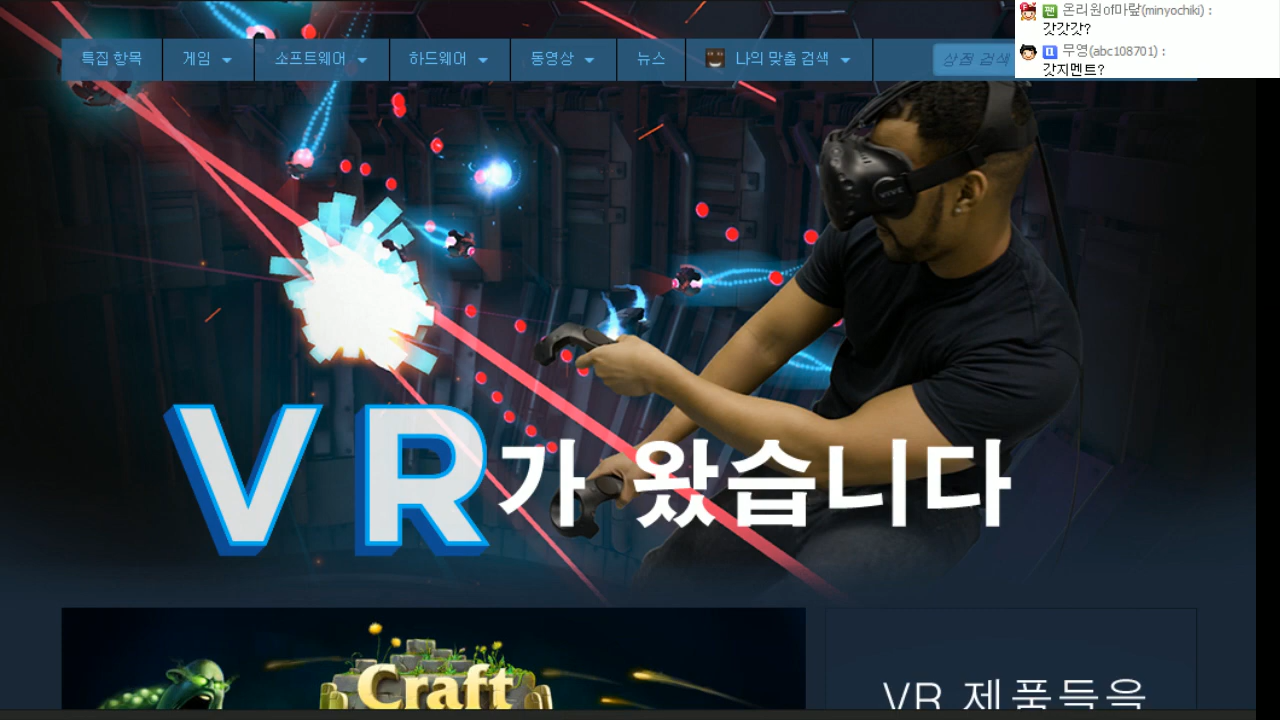 팬 온리원of마랖(minyochiki) :
갓갓갓?
무영(abc108701) :
갓지멘트?
특집 항목 게임 소프트웨어 하드웨어 동영상 뉴스 나의 맞춤 검색 상점 검색
VIVE
VR가 왔습니다
Craft
VR 제품들을